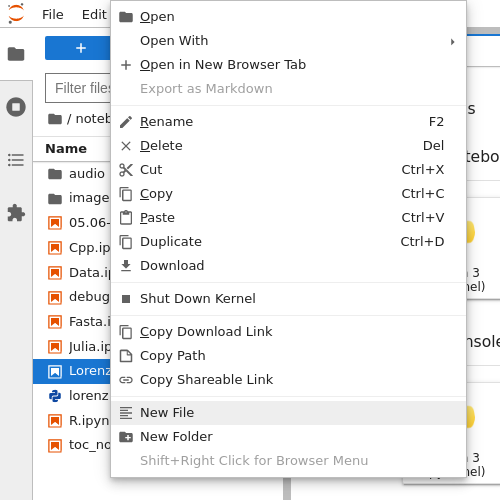 File
Edit
Filter files
/ noteb
Name
audio
image
05.06-
Cpp.ip
Data.ip
debug
Fasta.i
Julia.ip
Lorenz
lorenz
R.ipyn
toc_no
Open
Open With
Open in New Browser Tab
Export as Markdown
Rename F2
Delete Del
Cut Ctrl+X
Copy Ctrl+C
Paste Ctrl+V
Duplicate Ctrl+D
Download
Shut Down Kernel
Copy Download Link
Copy Path
Copy Shareable Link
New File
New Folder
Shift+Right Click for Browser Menu
s
tebo
3
nel)
nsole
3
nel)